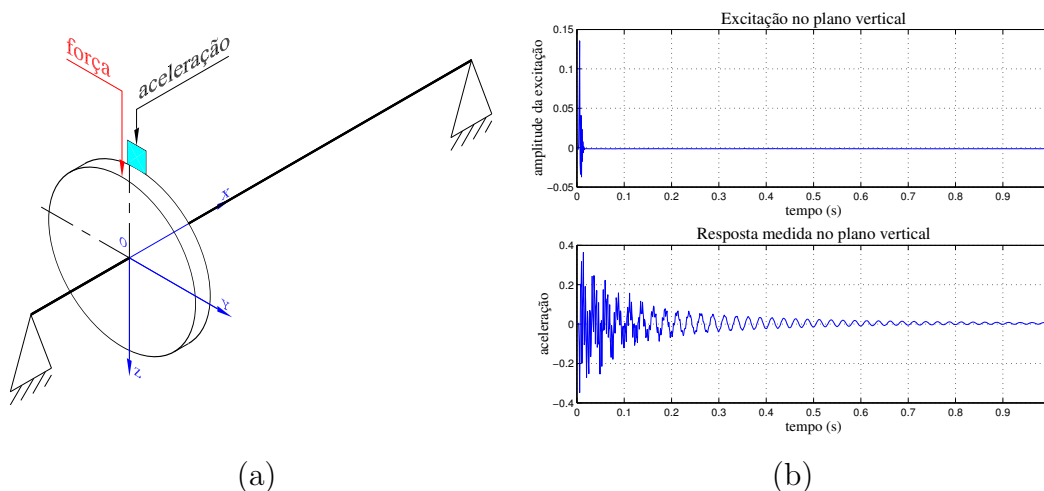 força
aceleração
X
O
Y
Z
(a)
Excitação no plano vertical
amplitude da excitação
0.15
0.1
0.05
0
−0.05
0 0.1 0.2 0.3 0.4 0.5 0.6 0.7 0.8 0.9
tempo (s)
Resposta medida no plano vertical
aceleração
0.4
0.2
0
−0.2
−0.4
0 0.1 0.2 0.3 0.4 0.5 0.6 0.7 0.8 0.9
tempo (s)
(b)